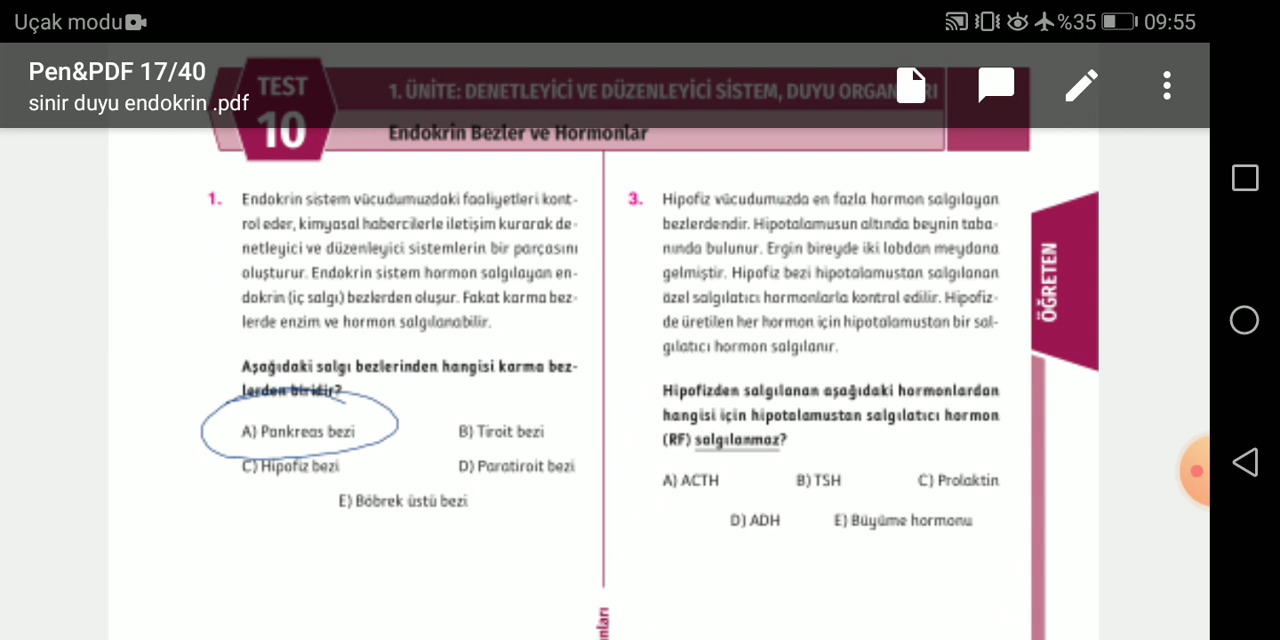 Uçak modu
%35
09:55
Pen&PDF 17/40
sinir duyu endokrin .pdf
TEST
10
1. ÜNİTE: DENETLEYİCİ VE DÜZENLEYİCİ SİSTEM, DUYU ORGAN
Endokrin Bezler ve Hormonlar
1. Endokrin sistem vücudumuzdaki faaliyetleri kont-
rol eder, kimyasal habercilerle iletişim kurarak de-
netleyici ve düzenleyici sistemlerin bir parçasını
oluşturur. Endokrin sistem hormon salgılayan en-
dokrin (iç salgı) bezlerden oluşur. Fakat karma bez-
lerde enzim ve hormon salgılanabilir.
Aşağıdaki salgı bezlerinden hangisi karma bez-
lerden biridir?
A) Pankreas bezi
B) Tiroit bezi
C) Hipofiz bezi
D) Paratiroit bezi
E) Böbrek üstü bezi
3. Hipofiz vücudumuzda en fazla hormon salgılayan
bezlerdendir. Hipotalamusun altında beynin taba-
nında bulunur. Ergin bireyde iki lobdan meydana
gelmiştir. Hipofiz bezi hipotalamustan salgılanan
özel salgılatıcı hormonlarla kontrol edilir. Hipofiz-
de üretilen her hormon için hipotalamustan bir sal-
gılatıcı hormon salgılanır.
Hipofizden salgılanan aşağıdaki hormonlardan
hangisi için hipotalamustan salgılatıcı hormon
(RF) salgılanmaz?
A) ACTH
B) TSH
C) Prolaktin
D) ADH
E) Büyüme hormonu
ÖĞRETEN
nları